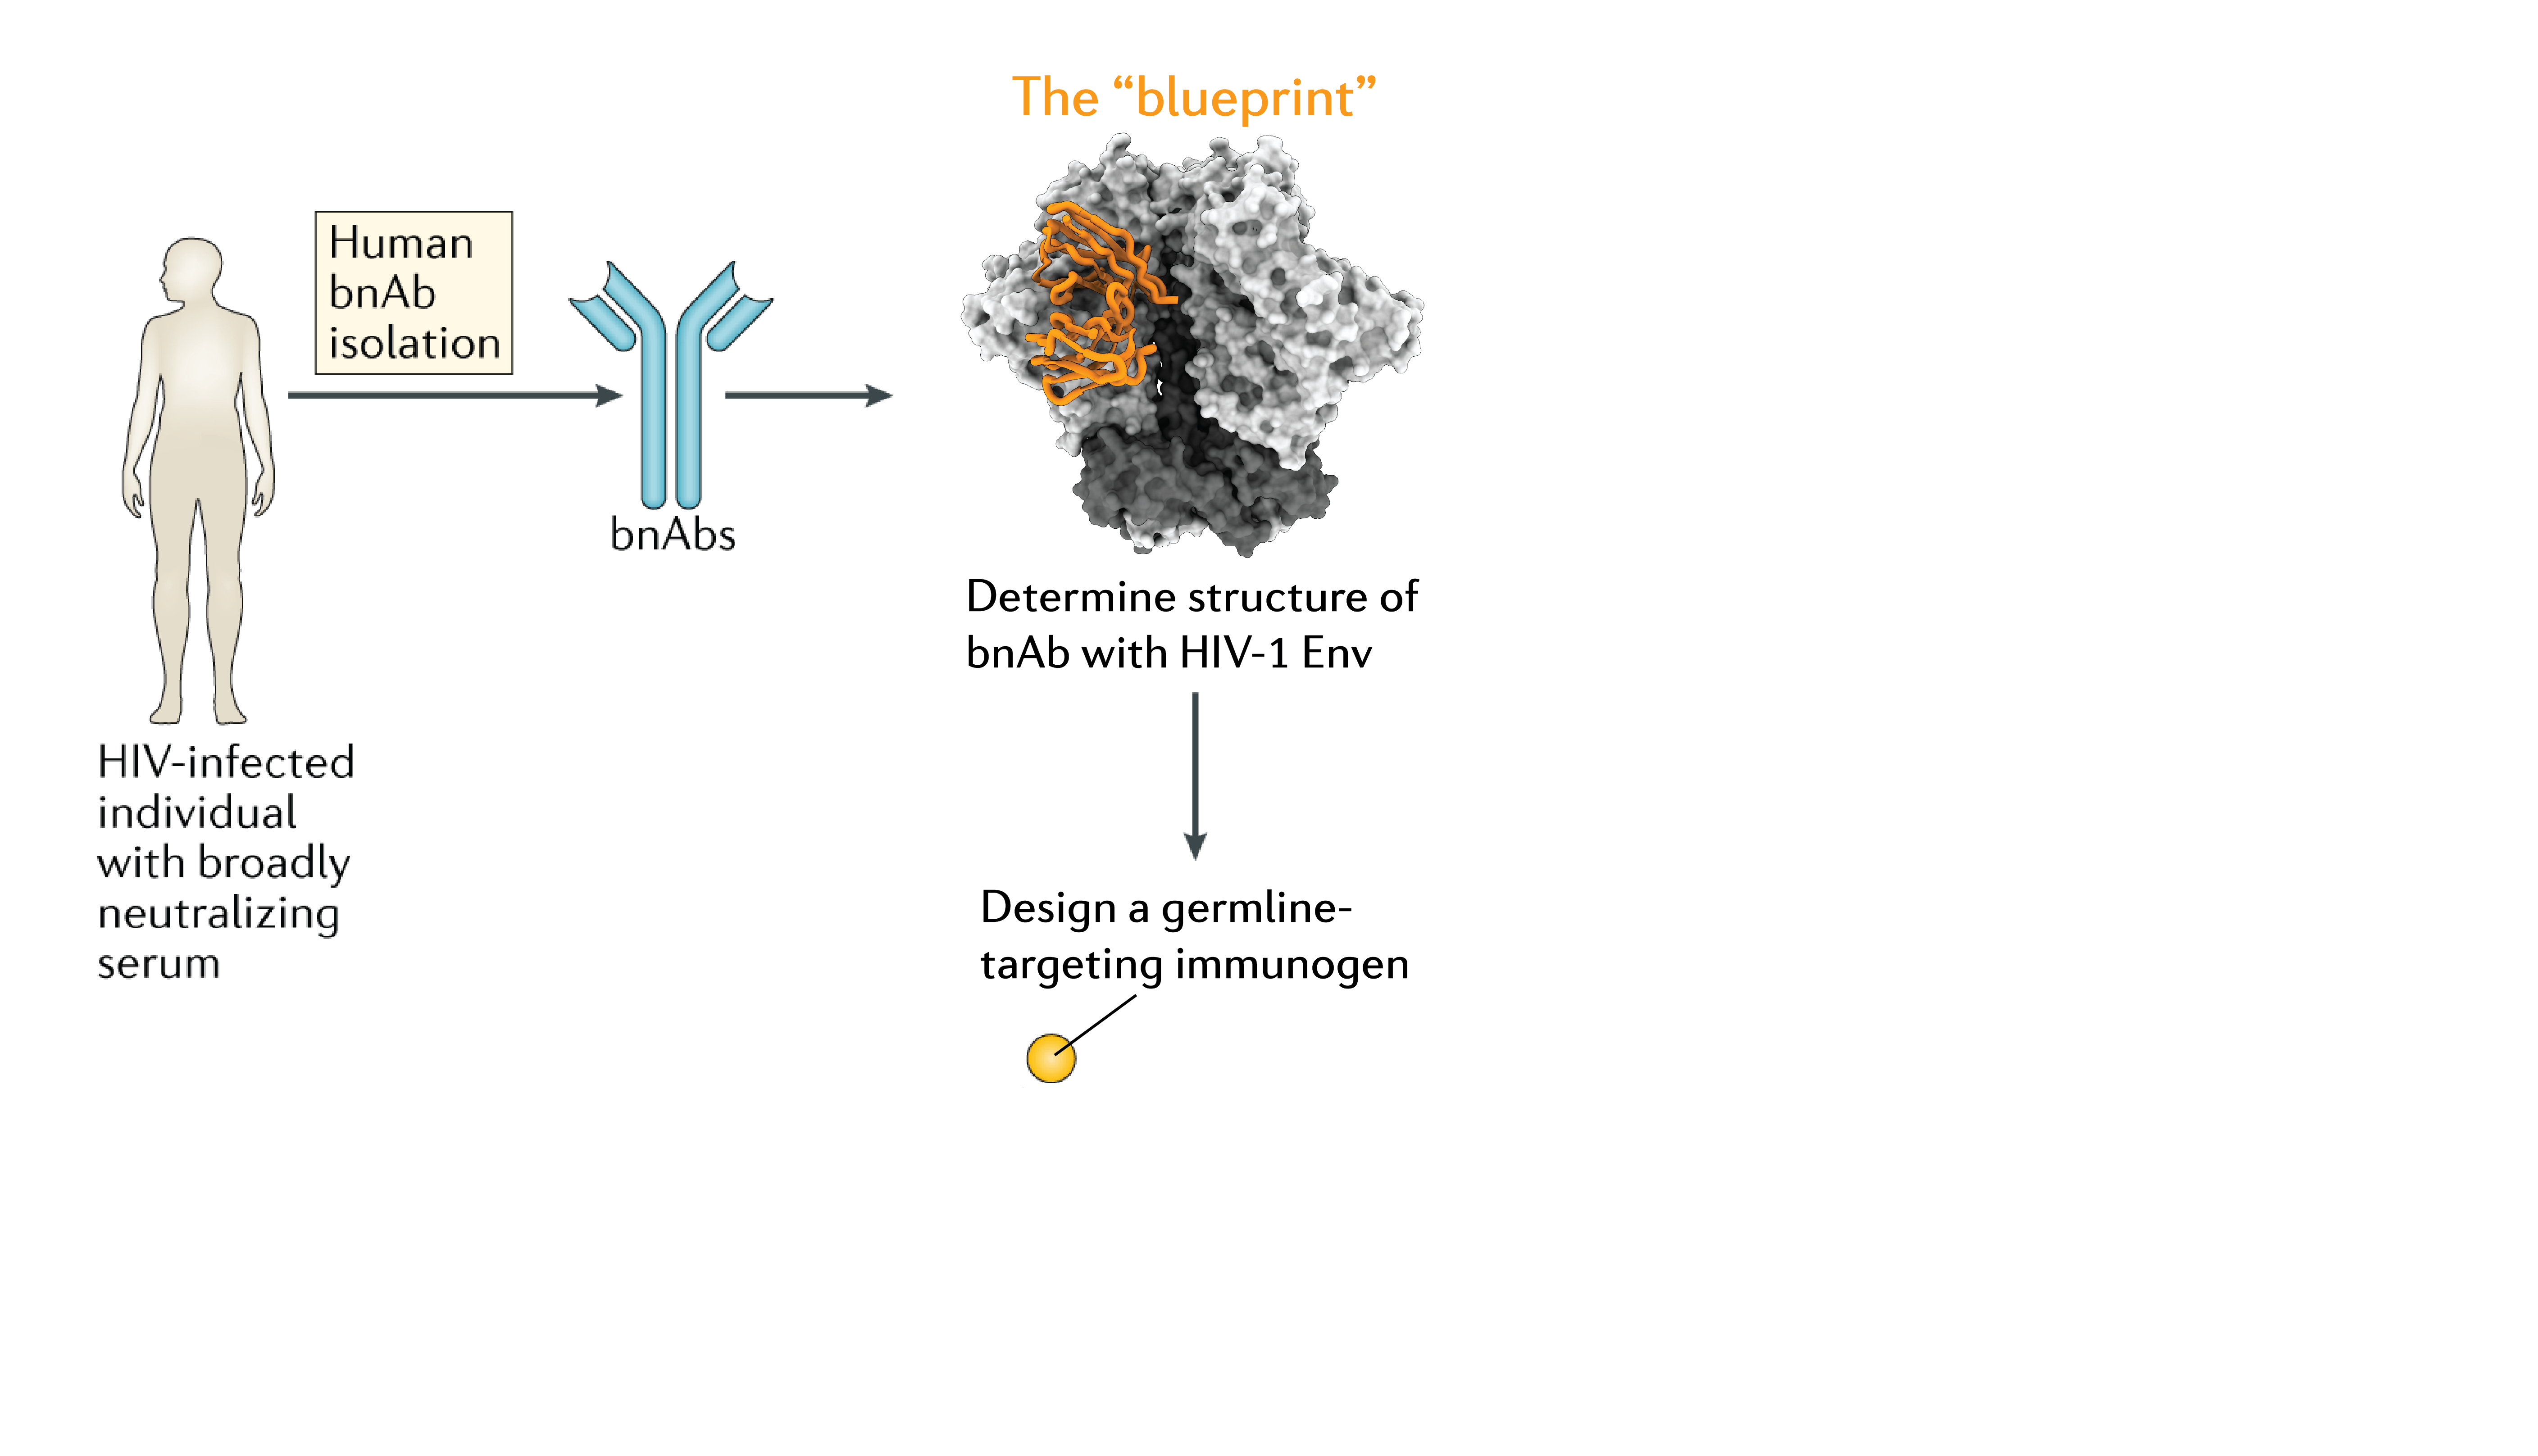 The “blueprint”
Human
bnAb
isolation
bnAbs
HIV-infected
individual
with broadly
neutralizing
serum
Determine structure of
bnAb with HIV-1 Env
Design a germline-
targeting immunogen